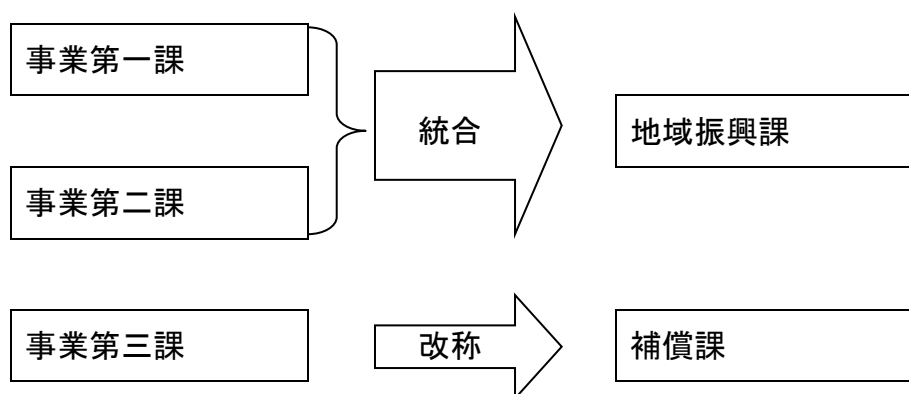 事業第一課
統合
地域振興課
事業第二課
事業第三課
改称
補償課